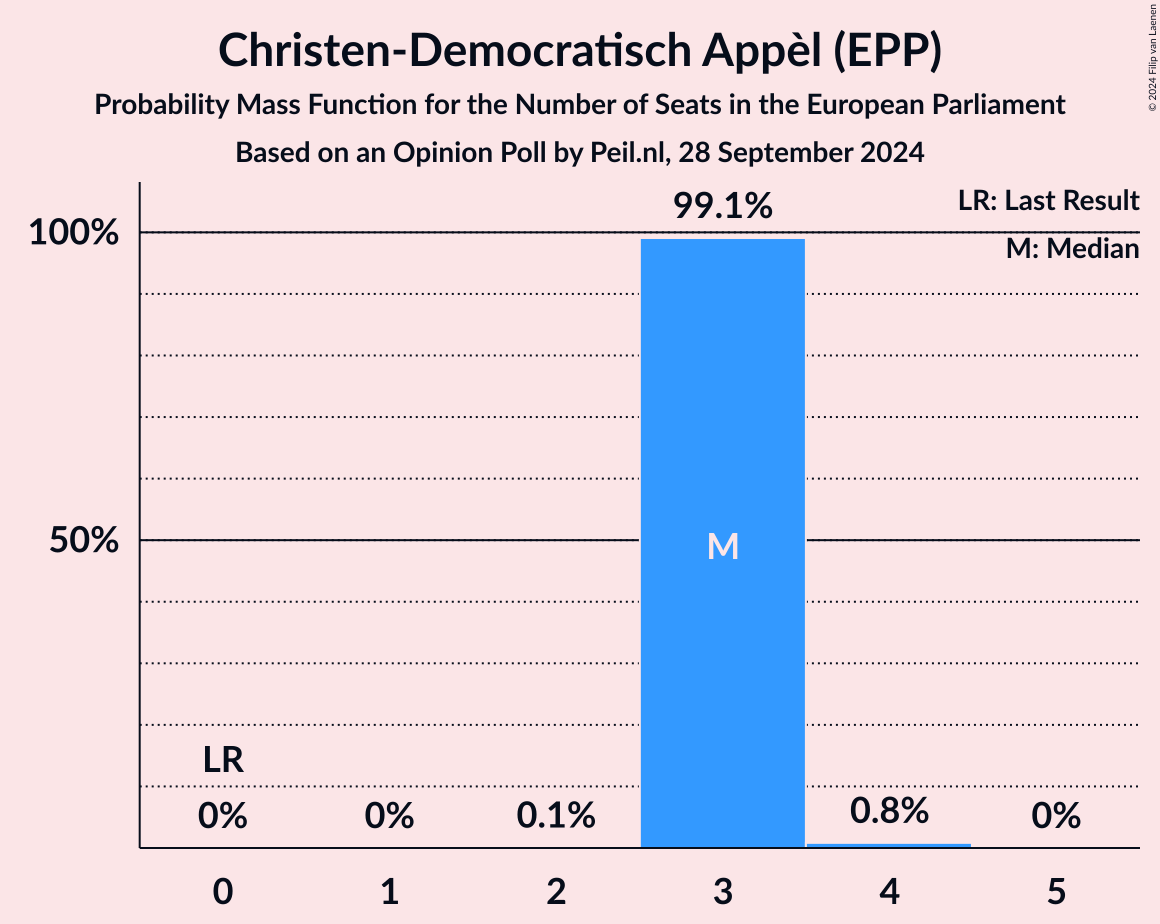 Christen-Democratisch Appèl (EPP)
Probability Mass Function for the Number of Seats in the European Parliament
Based on an Opinion Poll by Peil.nl, 28 September 2024
© 2024 Filip van Laenen
LR: Last Result
M: Median
100%
50%
99.1%
M
LR
0%
0%
0.1%
0.8%
0%
0
1
2
3
4
5